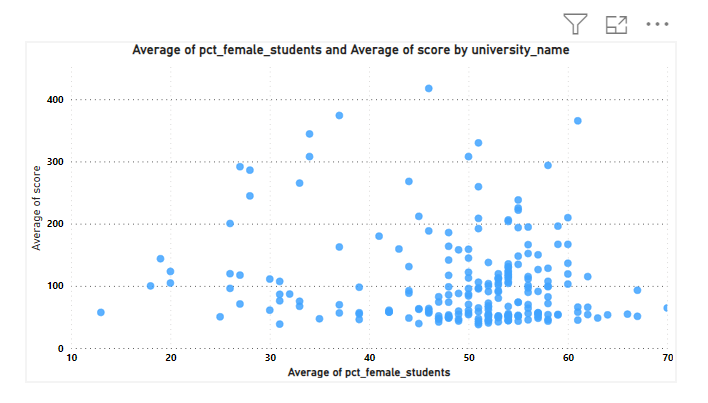 Average of pct_female_students and Average of score by university_name
400
300
200
100
0
Average of score
10 20 30 40 50 60 70
Average of pct_female_students